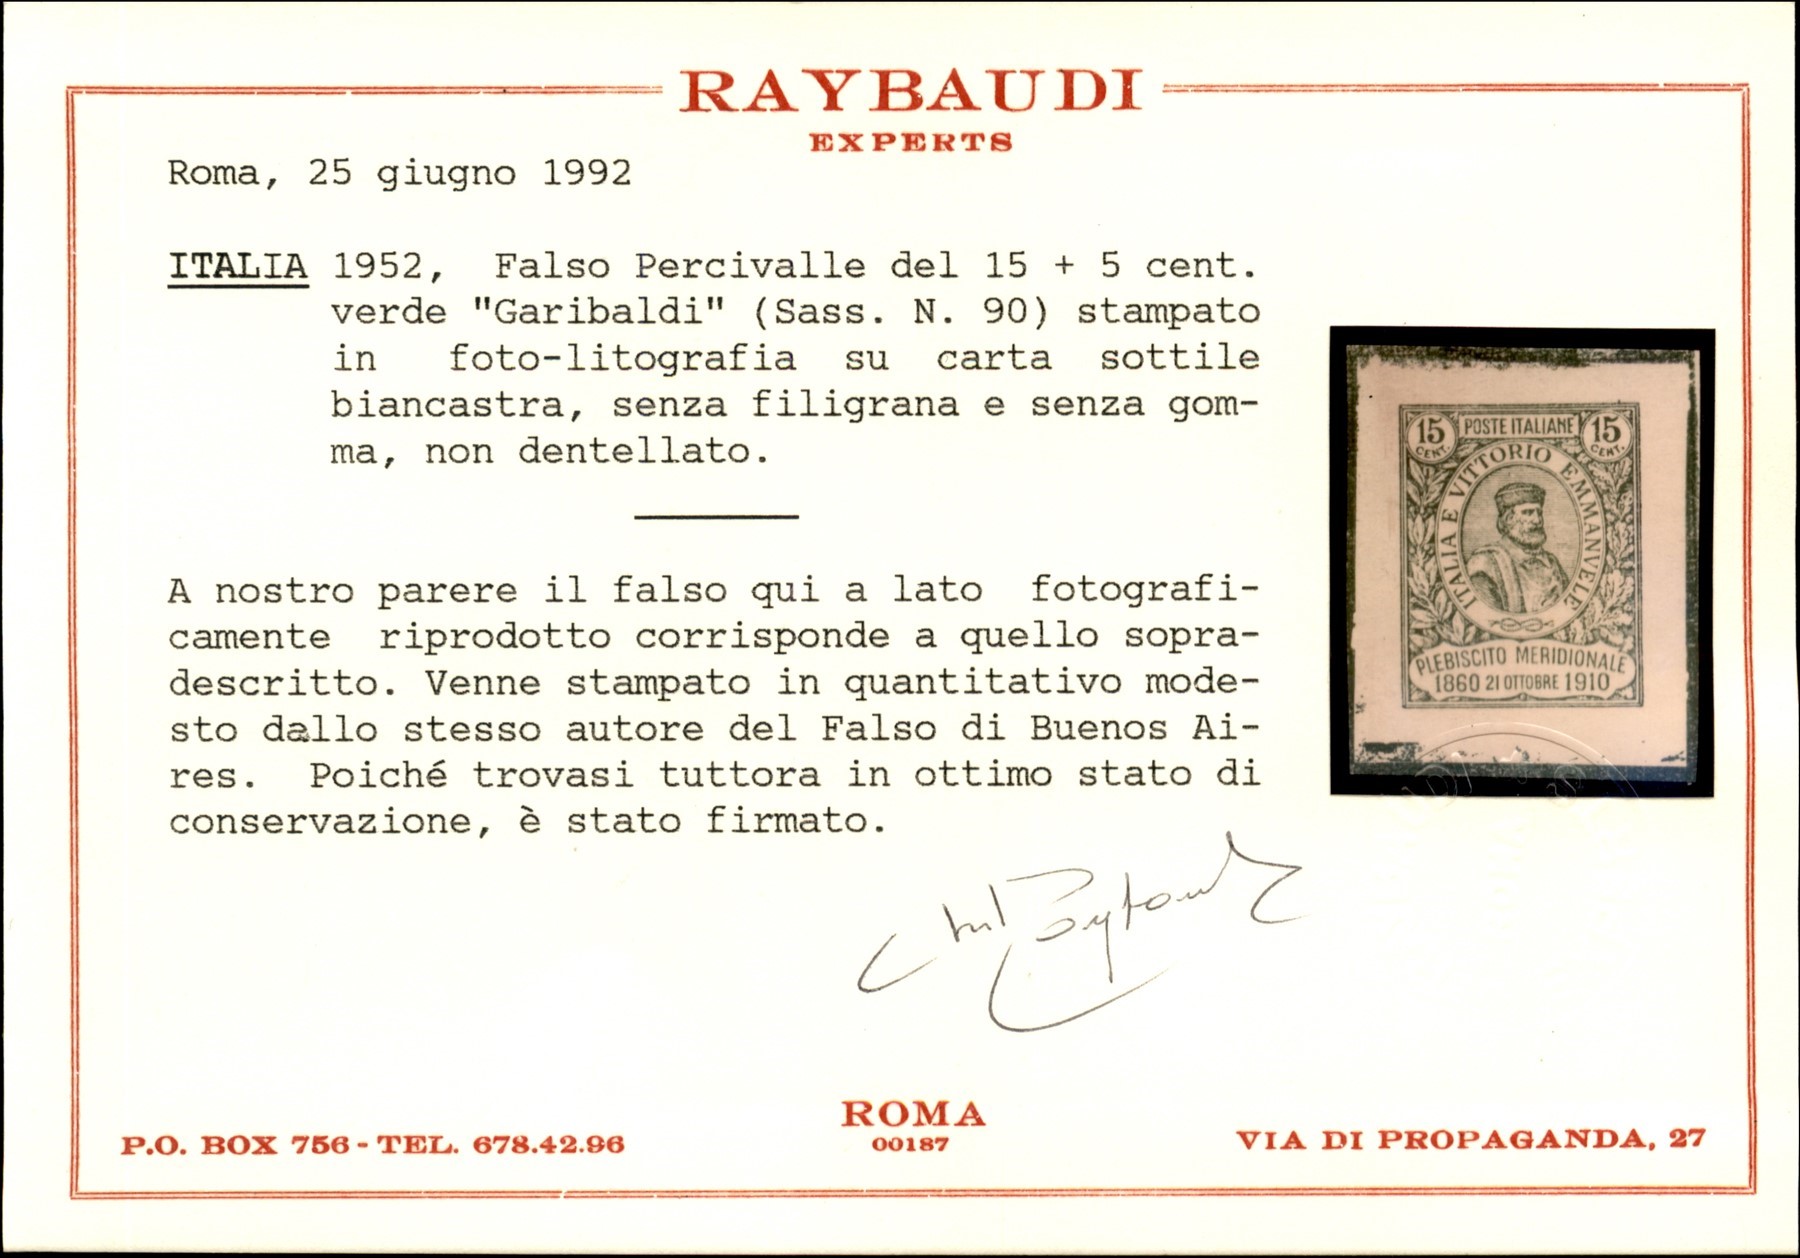 RAYBAUDI
EXPERTS
Roma, 25 giugno 1992
ITALIA 1952, Falso Percivalle del 15 + 5 cent.
verde "Garibaldi" (Sass. N. 90) stampato
in foto-litografia su carta sottile
biancastra, senza filigrana e senza gom-
ma, non dentellato.
A nostro parere il falso qui a lato fotografi-
camente riprodotto corrisponde a quello sopra-
descritto. Venne stampato in quantitativo mode-
sto dallo stesso autore del Falso di Buenos Ai-
res. Poiché trovasi tuttora in ottimo stato di
conservazione, è stato firmato.
15 CENT. POSTE ITALIANE 15 CENT.
ITALIA E VITTORIO EMMANVELE
PLEBISCITO MERIDIONALE
1860 21 OTTOBRE 1910
ROMA
00187
P.O. BOX 756 - TEL. 678.42.96
VIA DI PROPAGANDA, 27